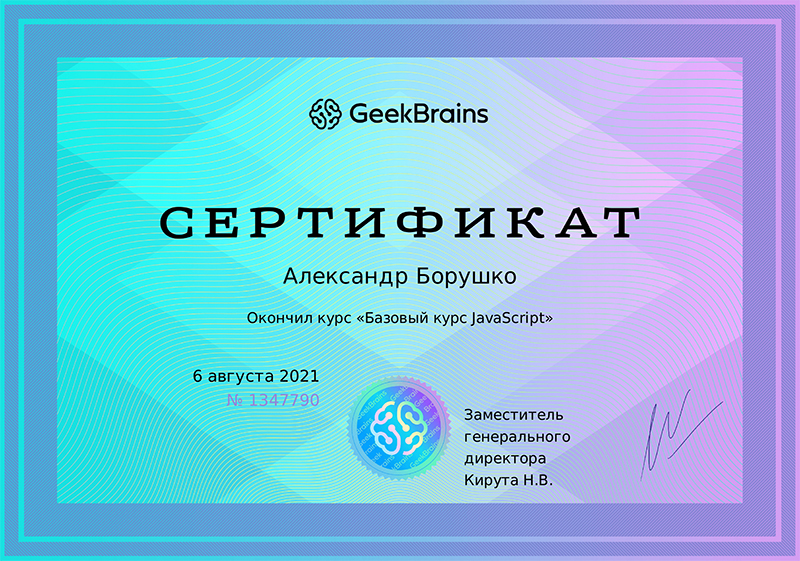 GeekBrains
СЕРТИФИКАТ
Александр Борушко
Окончил курс «Базовый курс JavaScript»
6 августа 2021
№ 1347790
Заместитель
генерального
директора
Кирута Н.В.